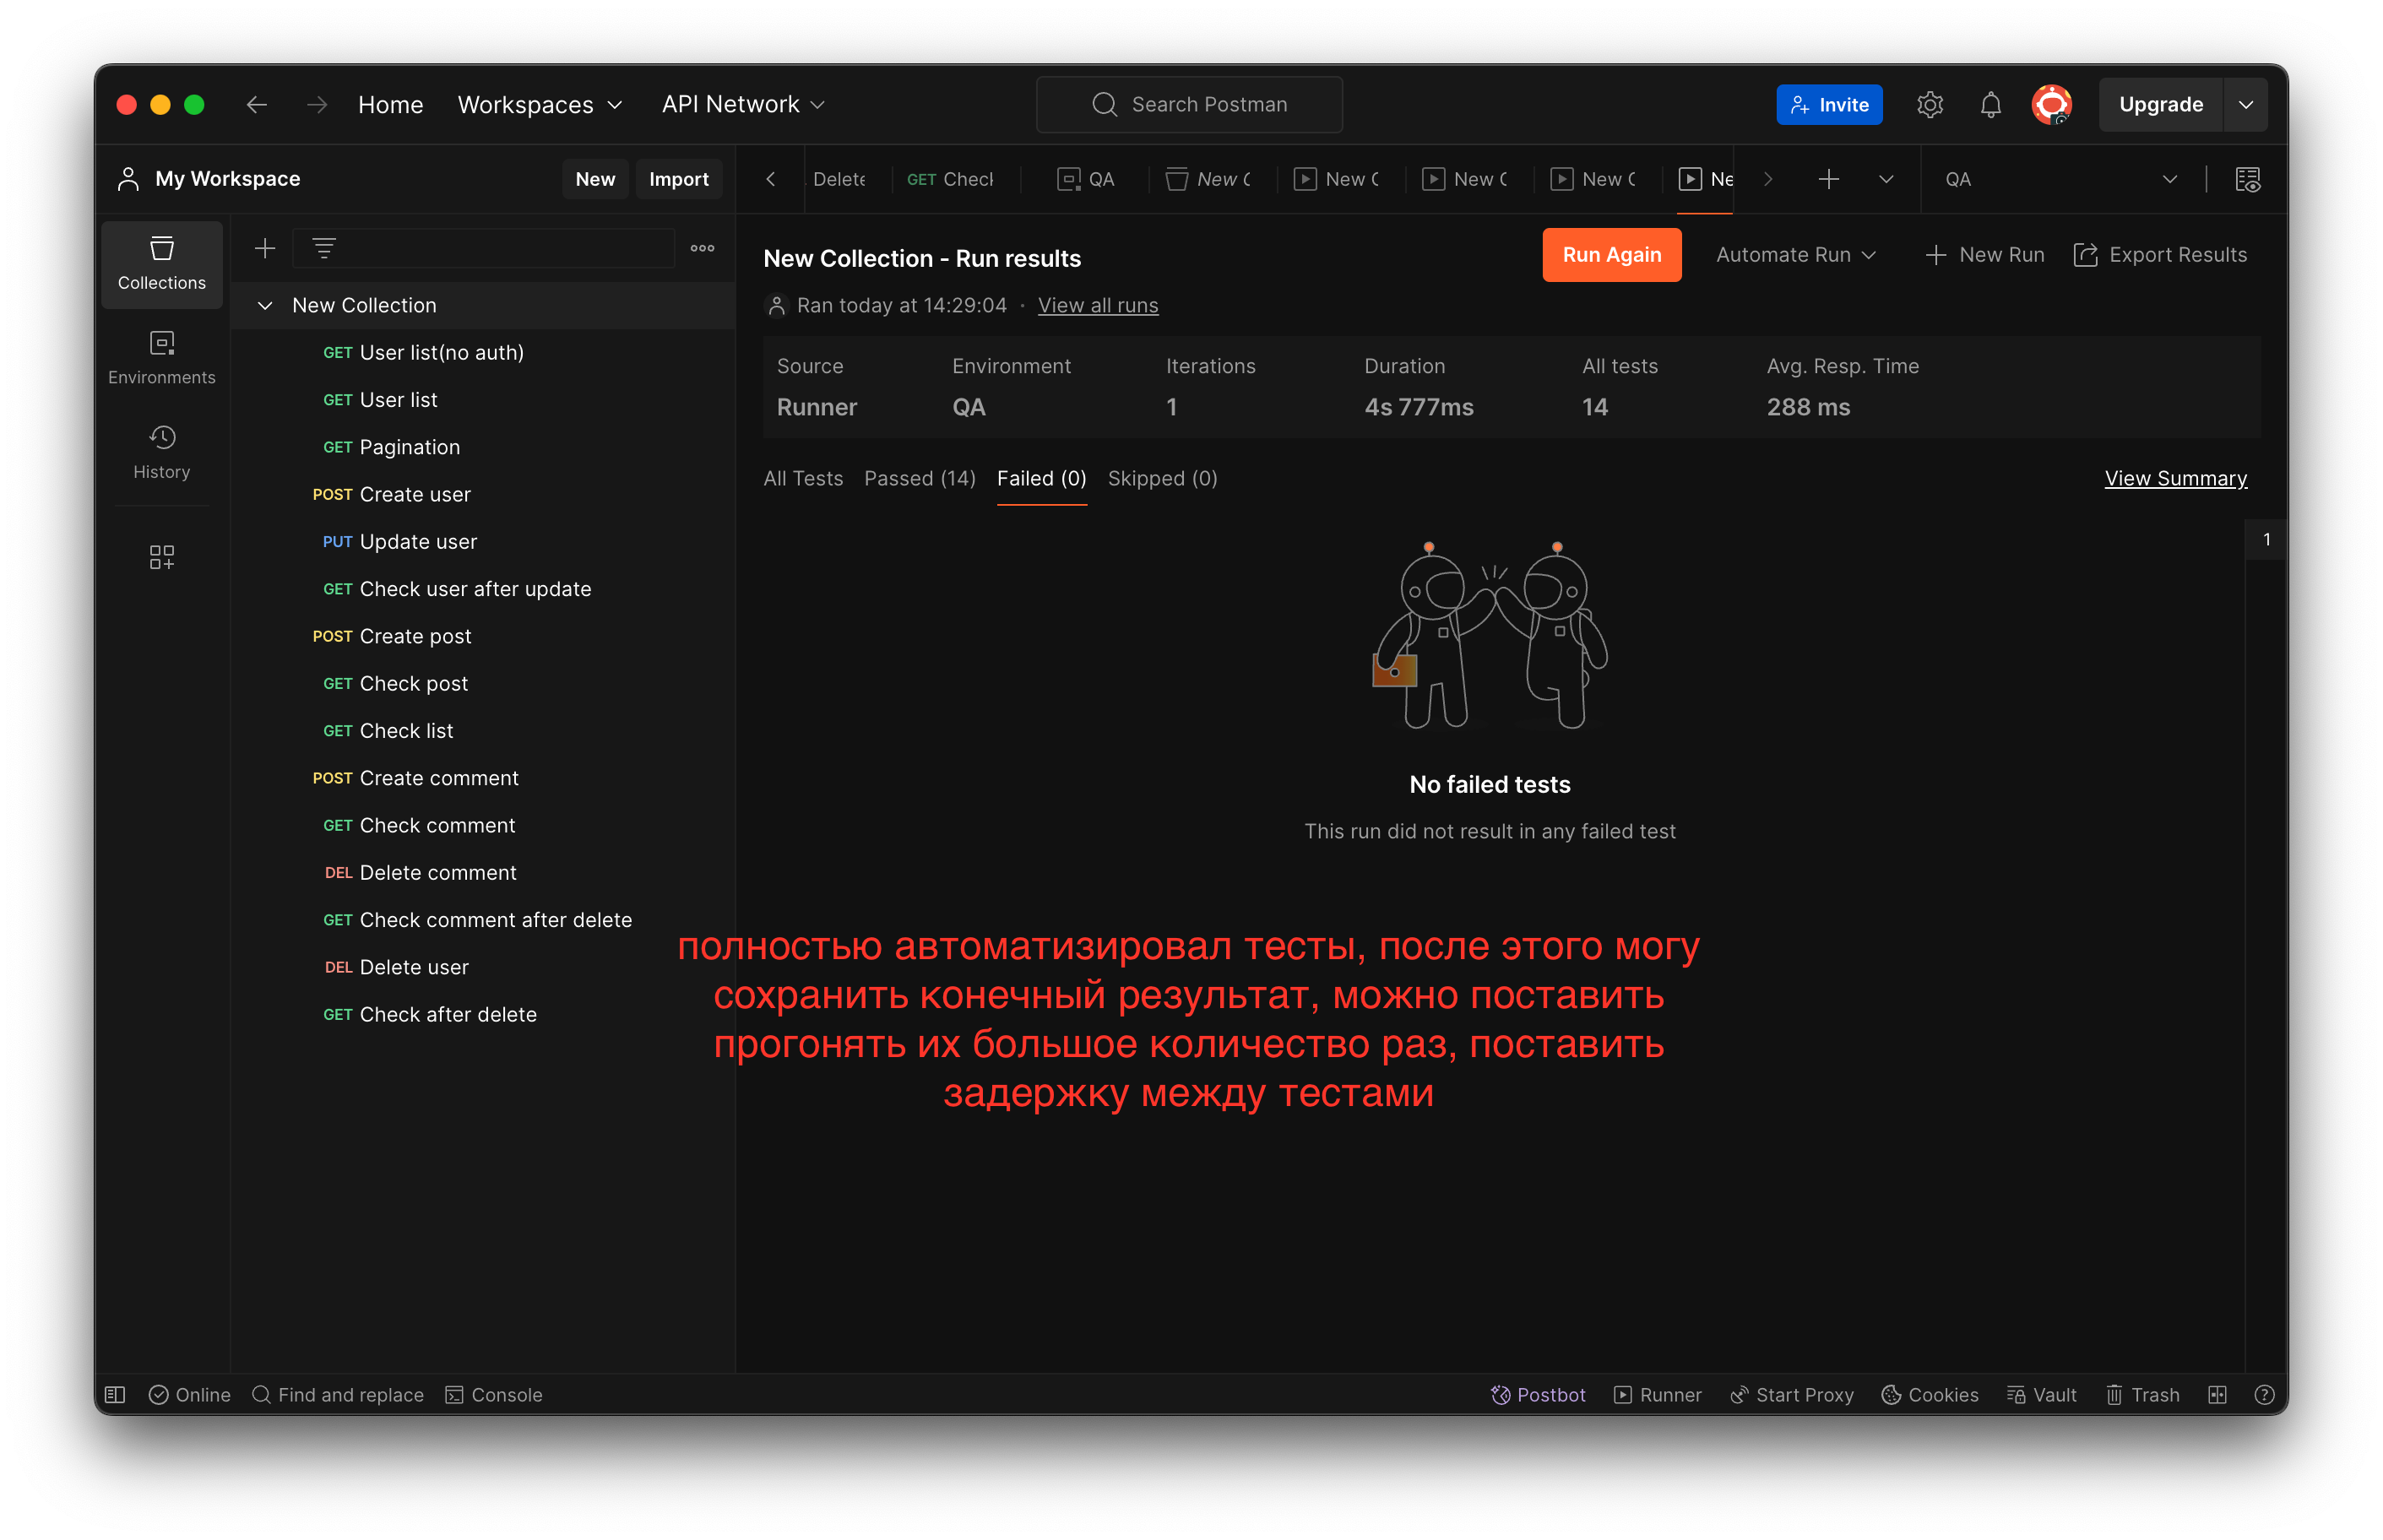 Home Workspaces API Network Search Postman Invite Upgrade
My Workspace New Import
Delete GET Check QA New C New C New C New C Ne QA
Collections
Environments
History
New Collection
GET User list(no auth)
GET User list
GET Pagination
POST Create user
PUT Update user
GET Check user after update
POST Create post
GET Check post
GET Check list
POST Create comment
GET Check comment
DEL Delete comment
GET Check comment after delete
DEL Delete user
GET Check after delete
New Collection - Run results
Run Again Automate Run New Run Export Results
Ran today at 14:29:04 · View all runs
Source Environment Iterations Duration All tests Avg. Resp. Time
Runner QA 1 4s 777ms 14 288 ms
All Tests Passed (14) Failed (0) Skipped (0) View Summary
1
No failed tests
This run did not result in any failed test
полностью автоматизировал тесты, после этого могу
сохранить конечный результат, можно поставить
прогонять их большое количество раз, поставить
задержку между тестами
Online Find and replace Console Postbot Runner Start Proxy Cookies Vault Trash